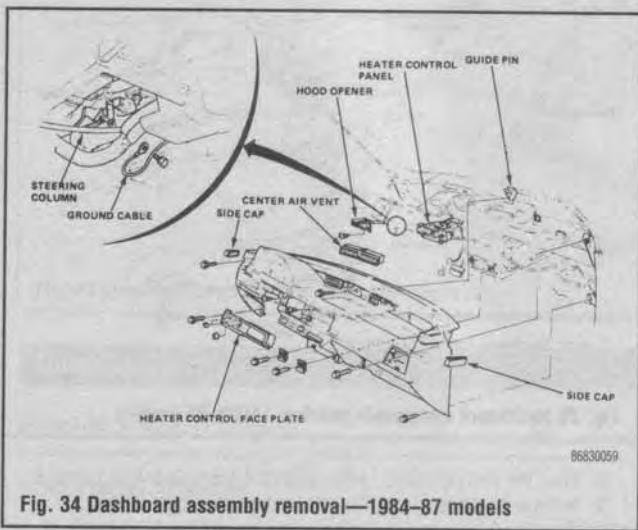 HEATER CONTROL
PANEL
GUIDE PIN
HOOD OPENER
STEERING
COLUMN
GROUND CABLE
CENTER AIR VENT
SIDE CAP
SIDE CAP
HEATER CONTROL FACE PLATE
86830059
Fig. 34 Dashboard assembly removal—1984–87 models